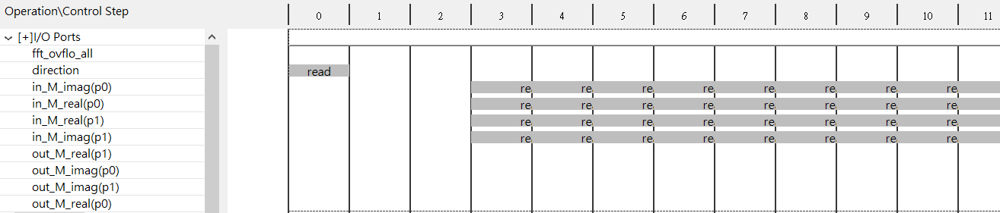 Operation\Control Step 0 1 2 3 4 5 6 7 8 9 10 11
[+]I/O Ports
fft_ovflo_all
direction read
in_M_imag(p0) re re re re re re re re
in_M_real(p0) re re re re re re re re
in_M_real(p1) re re re re re re re re
in_M_imag(p1) re re re re re re re re
out_M_real(p1)
out_M_imag(p0)
out_M_imag(p1)
out_M_real(p0)